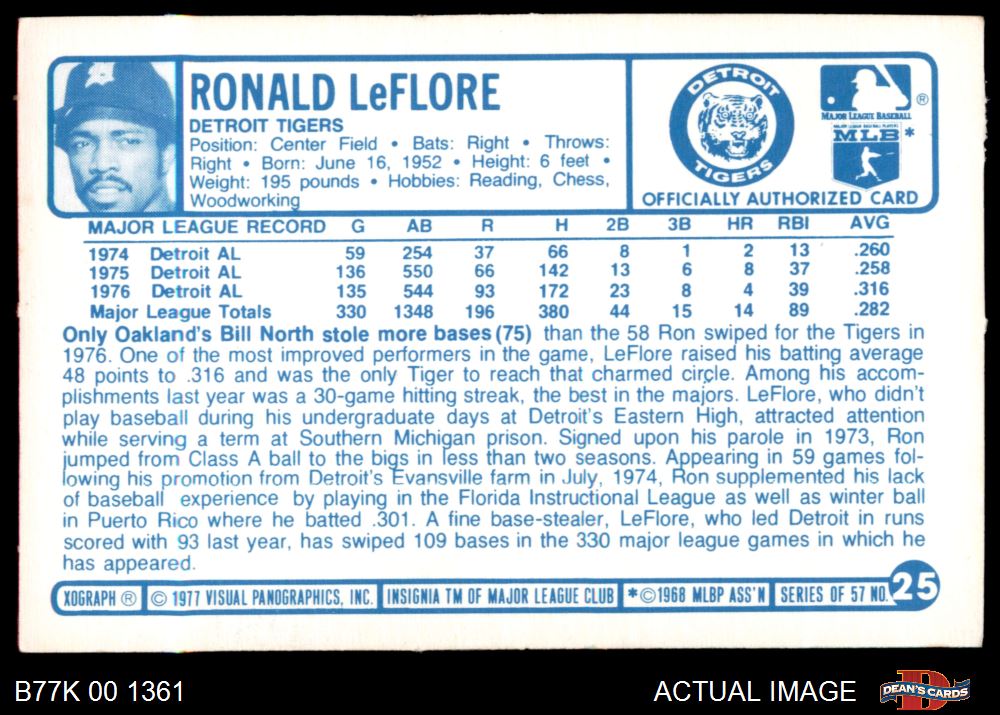 RONALD LeFLORE
DETROIT TIGERS
Position: Center Field • Bats: Right • Throws:
Right • Born: June 16, 1952 • Height: 6 feet •
Weight: 195 pounds • Hobbies: Reading, Chess,
Woodworking
DETROIT
TIGERS
®
MAJOR LEAGUE BASEBALL
MAJOR LEAGUE BASEBALL PLAYERS
MLB *
OFFICIALLY AUTHORIZED CARD
MAJOR LEAGUE RECORD G AB R H 2B 3B HR RBI AVG
1974 Detroit AL 59 254 37 66 8 1 2 13 .260
1975 Detroit AL 136 550 66 142 13 6 8 37 .258
1976 Detroit AL 135 544 93 172 23 8 4 39 .316
Major League Totals 330 1348 196 380 44 15 14 89 .282
Only Oakland's Bill North stole more bases (75) than the 58 Ron swiped for the Tigers in
1976. One of the most improved performers in the game, LeFlore raised his batting average
48 points to .316 and was the only Tiger to reach that charmed circle. Among his accom-
plishments last year was a 30-game hitting streak, the best in the majors. LeFlore, who didn't
play baseball during his undergraduate days at Detroit's Eastern High, attracted attention
while serving a term at Southern Michigan prison. Signed upon his parole in 1973, Ron
jumped from Class A ball to the bigs in less than two seasons. Appearing in 59 games fol-
lowing his promotion from Detroit's Evansville farm in July, 1974, Ron supplemented his lack
of baseball experience by playing in the Florida Instructional League as well as winter ball
in Puerto Rico where he batted .301. A fine base-stealer, LeFlore, who led Detroit in runs
scored with 93 last year, has swiped 109 bases in the 330 major league games in which he
has appeared.
XOGRAPH ® © 1977 VISUAL PANOGRAPHICS, INC. INSIGNIA TM OF MAJOR LEAGUE CLUB *©1968 MLBP ASS'N SERIES OF 57 NO. 25
B77K 00 1361
ACTUAL IMAGE
DEAN'S CARDS